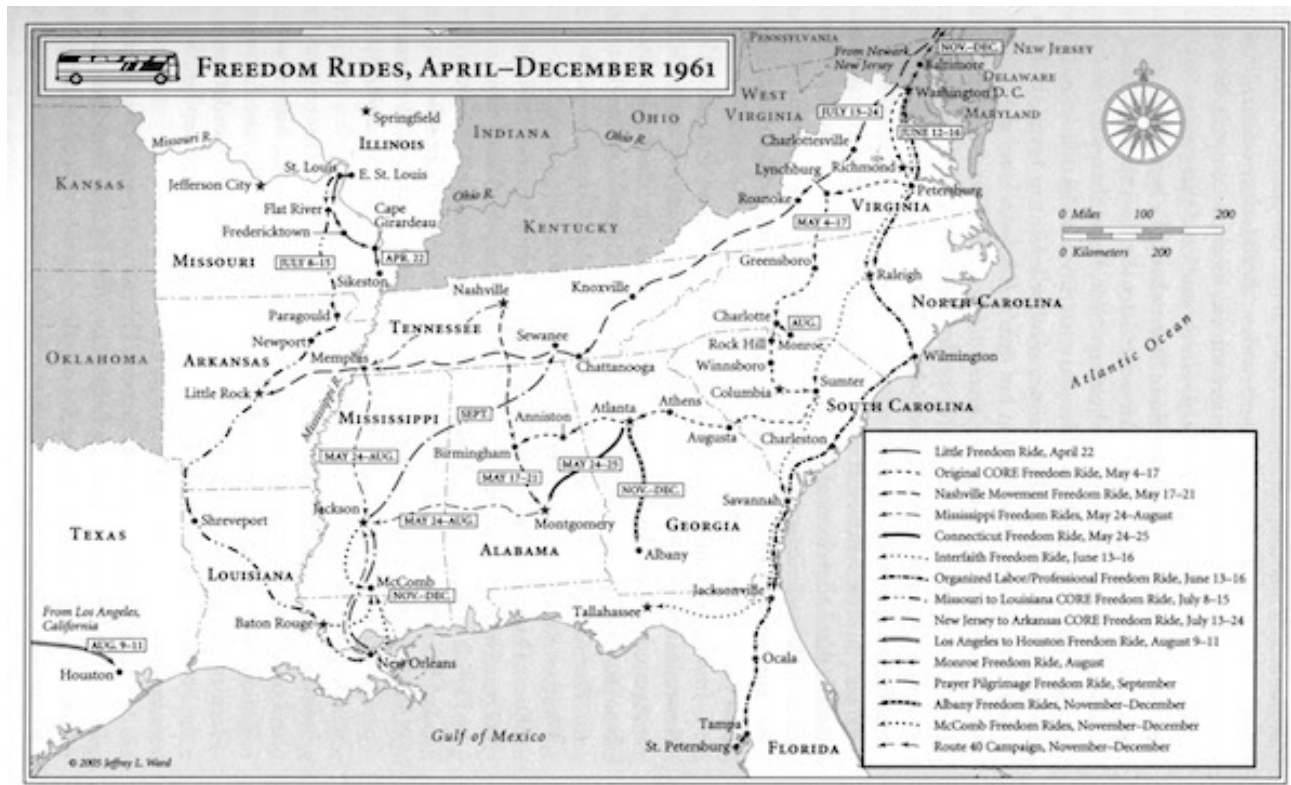 FREEDOM RIDES, APRIL–DECEMBER 1961
PENNSYLVANIA
From Newark,
New Jersey
NOV.–DEC.
NEW JERSEY
Baltimore
DELAWARE
Washington D. C.
MARYLAND
WEST
VIRGINIA
OHIO
INDIANA
Ohio R.
JULY 13–24
JUNE 12–16
Springfield
ILLINOIS
Missouri R.
Charlottesville
St. Louis
E. St. Louis
Lynchburg
Richmond
KANSAS
Jefferson City
Ohio R.
Petersburg
Roanoke
VIRGINIA
Flat River
Cape
Girardeau
Fredericktown
KENTUCKY
MAY 4–17
0 Miles 100 200
0 Kilometers 200
MISSOURI
JULY 8–15
APR. 22
Sikeston
Greensboro
Raleigh
Nashville
Knoxville
NORTH CAROLINA
Paragould
TENNESSEE
Charlotte
AUG.
Newport
Sewanee
Rock Hill
Monroe
OKLAHOMA
ARKANSAS
Memphis
Chattanooga
Winnsboro
Wilmington
Atlantic Ocean
Little Rock
Mississippi R.
Columbia
Sumter
MISSISSIPPI
SEPT.
Anniston
Atlanta
Athens
SOUTH CAROLINA
Augusta
Charleston
Birmingham
MAY 24–AUG.
MAY 17–21
MAY 24–25
NOV.–DEC.
Savannah
Jackson
MAY 24–AUG.
Montgomery
GEORGIA
Shreveport
TEXAS
ALABAMA
Albany
LOUISIANA
McComb
NOV.–DEC.
Jacksonville
Tallahassee
From Los Angeles,
California
AUG. 9–11
Baton Rouge
New Orleans
Houston
Ocala
Tampa
St. Petersburg
FLORIDA
Gulf of Mexico
© 2005 Jeffrey L. Ward
Little Freedom Ride, April 22
Original CORE Freedom Ride, May 4–17
Nashville Movement Freedom Ride, May 17–21
Mississippi Freedom Rides, May 24–August
Connecticut Freedom Ride, May 24–25
Interfaith Freedom Ride, June 13–16
Organized Labor/Professional Freedom Ride, June 13–16
Missouri to Louisiana CORE Freedom Ride, July 8–15
New Jersey to Arkansas CORE Freedom Ride, July 13–24
Los Angeles to Houston Freedom Ride, August 9–11
Monroe Freedom Ride, August
Prayer Pilgrimage Freedom Ride, September
Albany Freedom Rides, November–December
McComb Freedom Rides, November–December
Route 40 Campaign, November–December